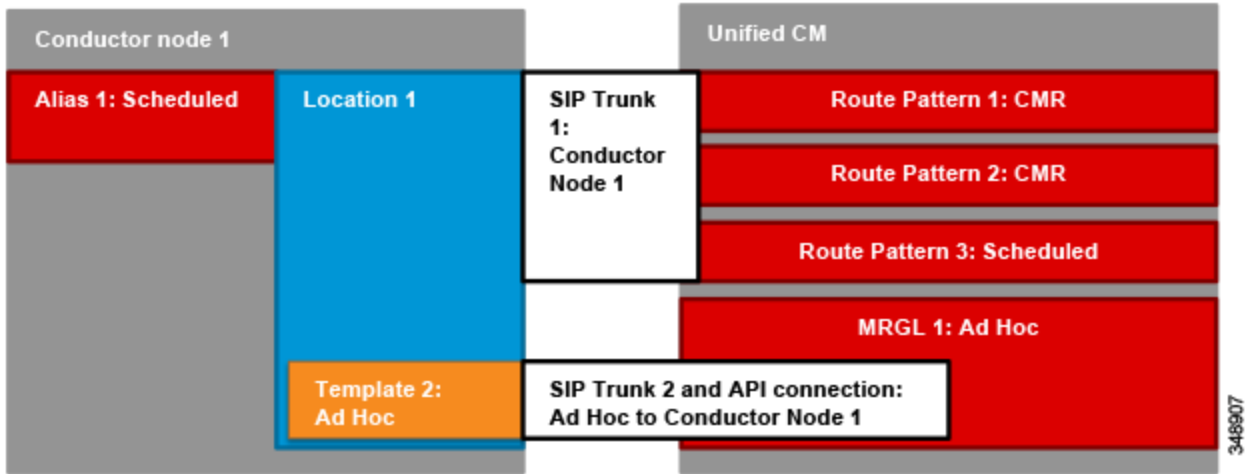 Conductor node 1
Unified CM
Alias 1: Scheduled
Location 1
SIP Trunk
1:
Conductor
Node 1
Route Pattern 1: CMR
Route Pattern 2: CMR
Route Pattern 3: Scheduled
MRGL 1: Ad Hoc
Template 2:
Ad Hoc
SIP Trunk 2 and API connection:
Ad Hoc to Conductor Node 1
348907